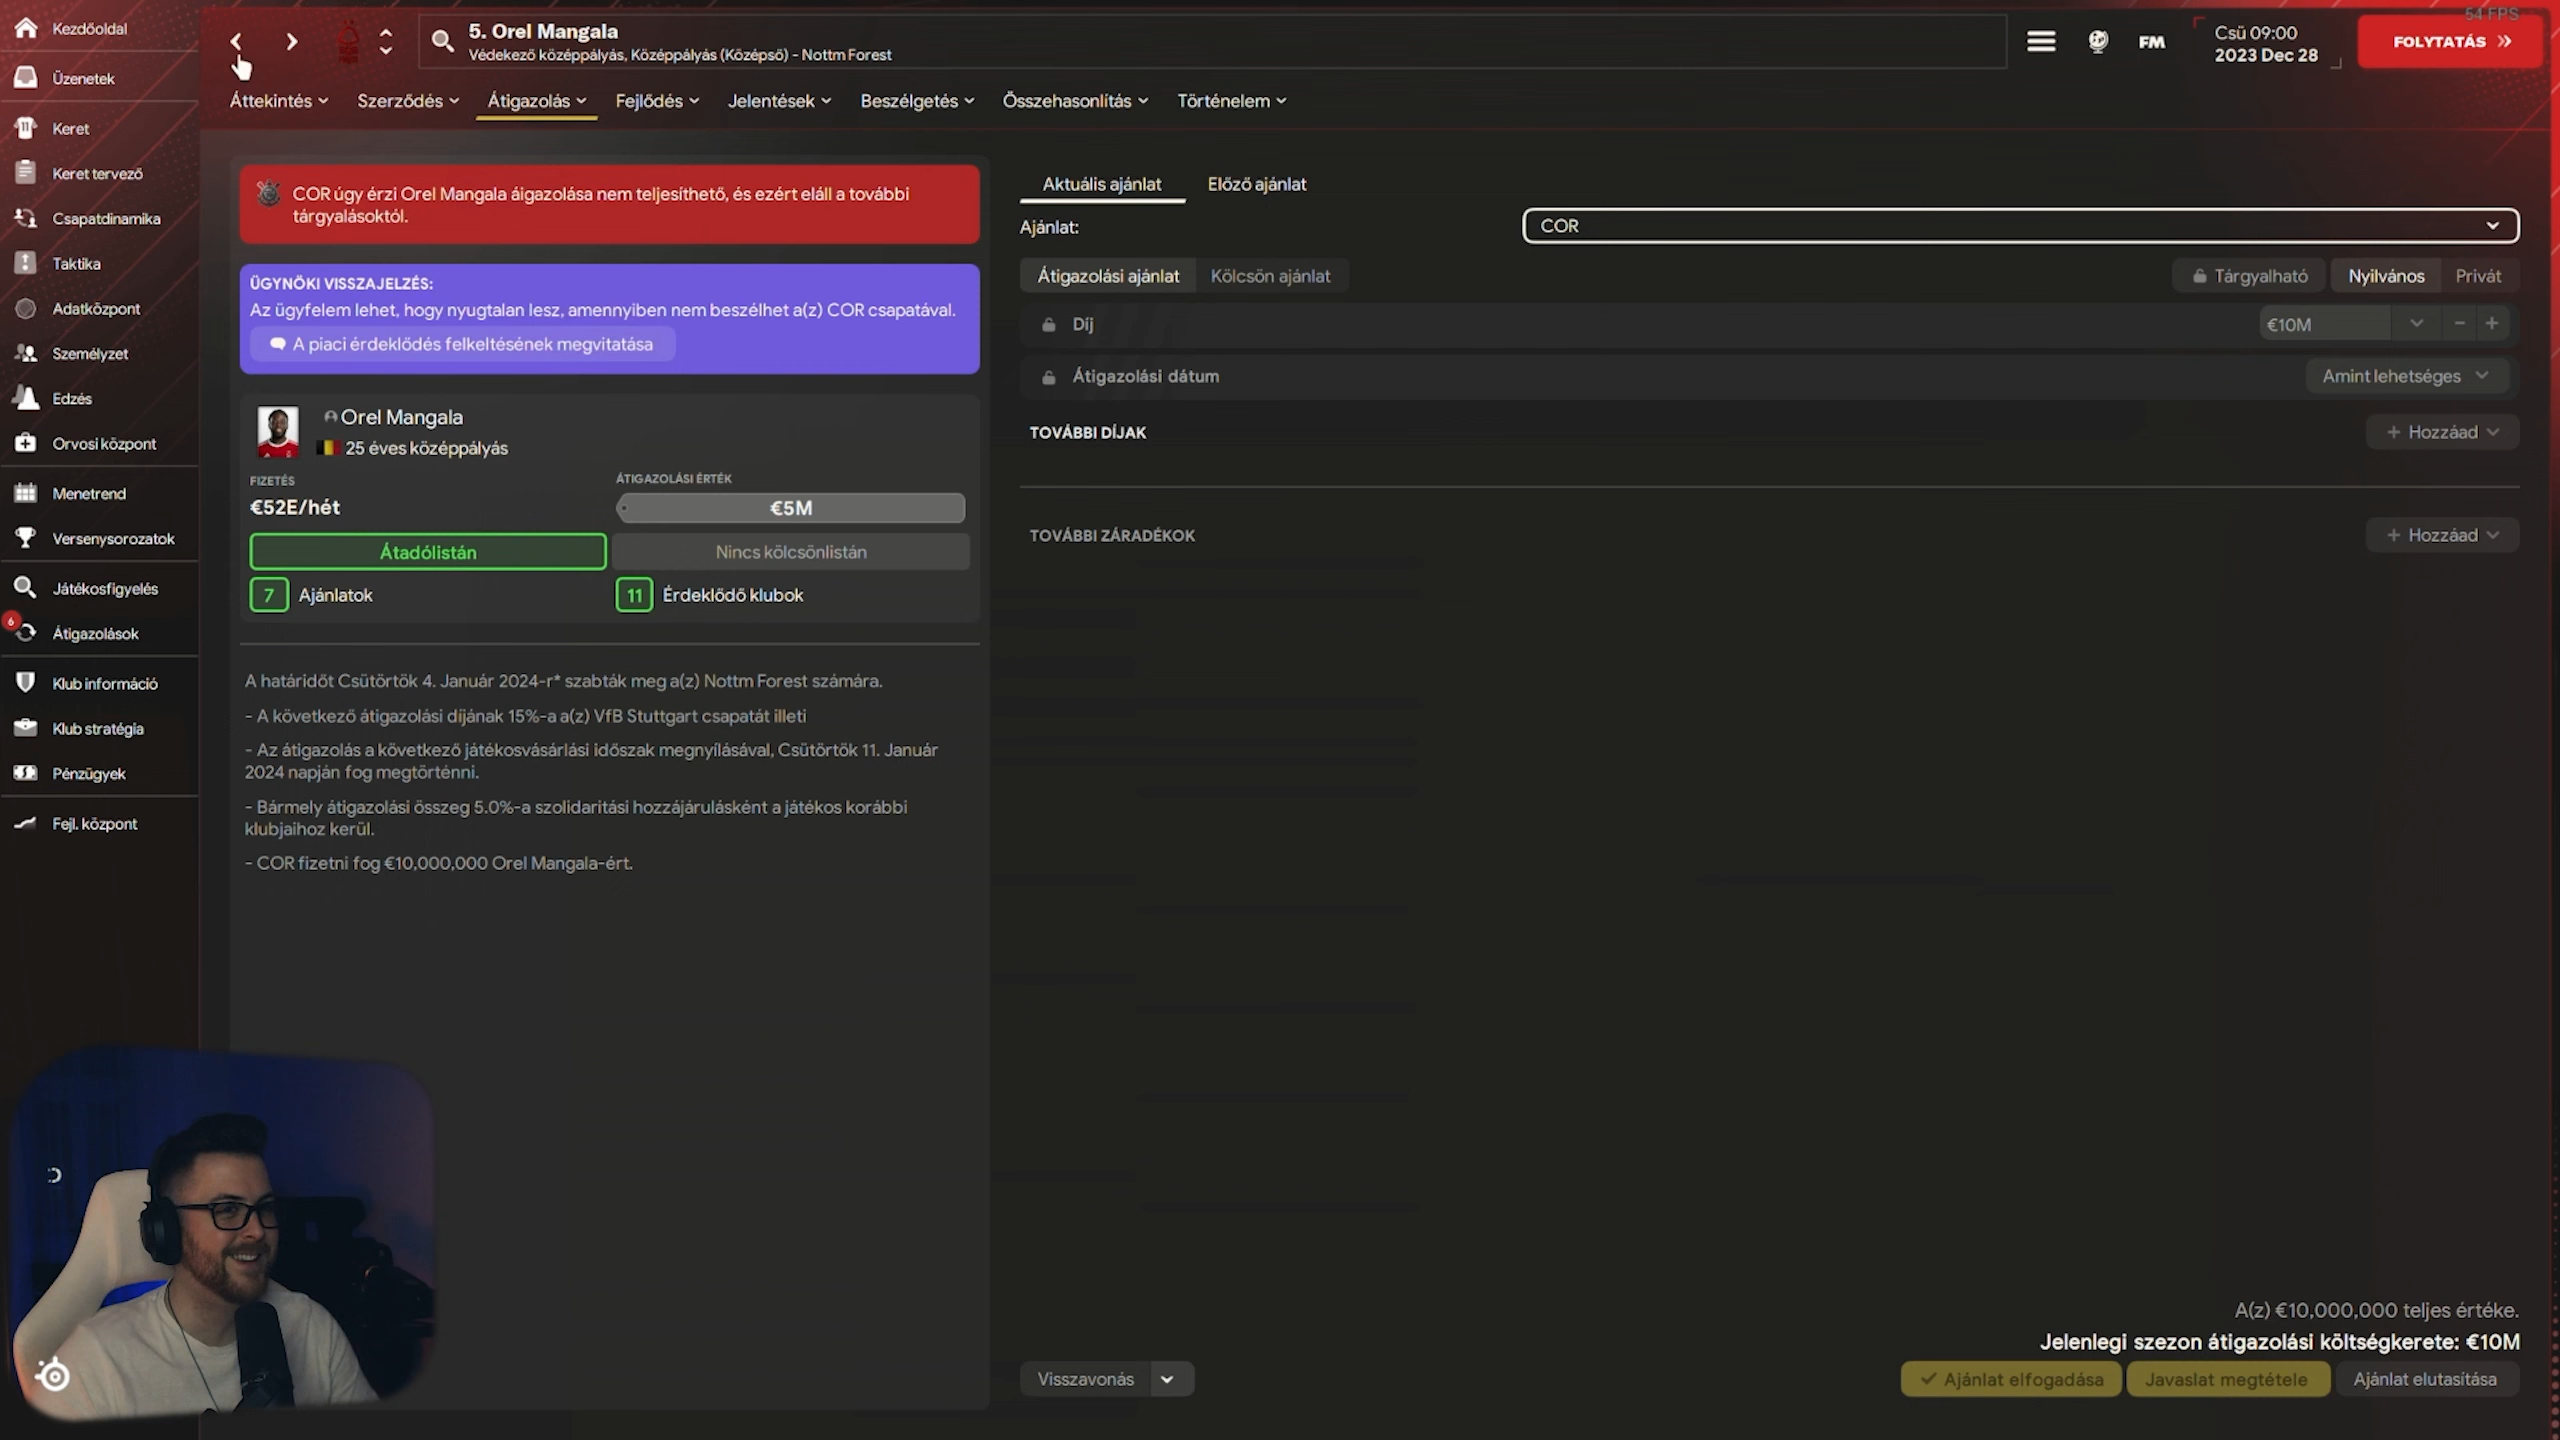 Kezdőoldal
Üzenetek
Keret
Keret tervező
Csapatdinamika
Taktika
Adatközpont
Személyzet
Edzés
Orvosi központ
Menetrend
Versenysorozatok
Játékosfigyelés
6
Átigazolások
Klub információ
Klub stratégia
Pénzügyek
Fejl. központ
5. Orel Mangala
Védekező középpályás, Középpályás (Középső) - Nottm Forest
FM
54 FPS
Csü 09:00
2023 Dec 28
FOLYTATÁS
Áttekintés
Szerződés
Átigazolás
Fejlődés
Jelentések
Beszélgetés
Összehasonlítás
Történelem
COR úgy érzi Orel Mangala áigazolása nem teljesíthető, és ezért eláll a további
tárgyalásoktól.
ÜGYNÖKI VISSZAJELZÉS:
Az ügyfelem lehet, hogy nyugtalan lesz, amennyiben nem beszélhet a(z) COR csapatával.
A piaci érdeklődés felkeltésének megvitatása
Orel Mangala
25 éves középpályás
FIZETÉS
€52E/hét
ÁTIGAZOLÁSI ÉRTÉK
€5M
Átadólistán
Nincs kölcsönlistán
7 Ajánlatok
11 Érdeklődő klubok
A határidőt Csütörtök 4. Január 2024-r* szabták meg a(z) Nottm Forest számára.
- A következő átigazolási díjának 15%-a a(z) VfB Stuttgart csapatát illeti
- Az átigazolás a következő játékosvásárlási időszak megnyílásával, Csütörtök 11. Január
2024 napján fog megtörténni.
- Bármely átigazolási összeg 5.0%-a szolidaritási hozzájárulásként a játékos korábbi
klubjaihoz kerül.
- COR fizetni fog €10,000,000 Orel Mangala-ért.
Aktuális ajánlat
Előző ajánlat
Ajánlat:
COR
Átigazolási ajánlat
Kölcsön ajánlat
Tárgyalható
Nyilvános
Privát
Díj
€10M
Átigazolási dátum
Amint lehetséges
TOVÁBBI DÍJAK
+ Hozzáad
TOVÁBBI ZÁRADÉKOK
+ Hozzáad
A(z) €10,000,000 teljes értéke.
Jelenlegi szezon átigazolási költségkerete: €10M
Visszavonás
Ajánlat elfogadása
Javaslat megtétele
Ajánlat elutasítása